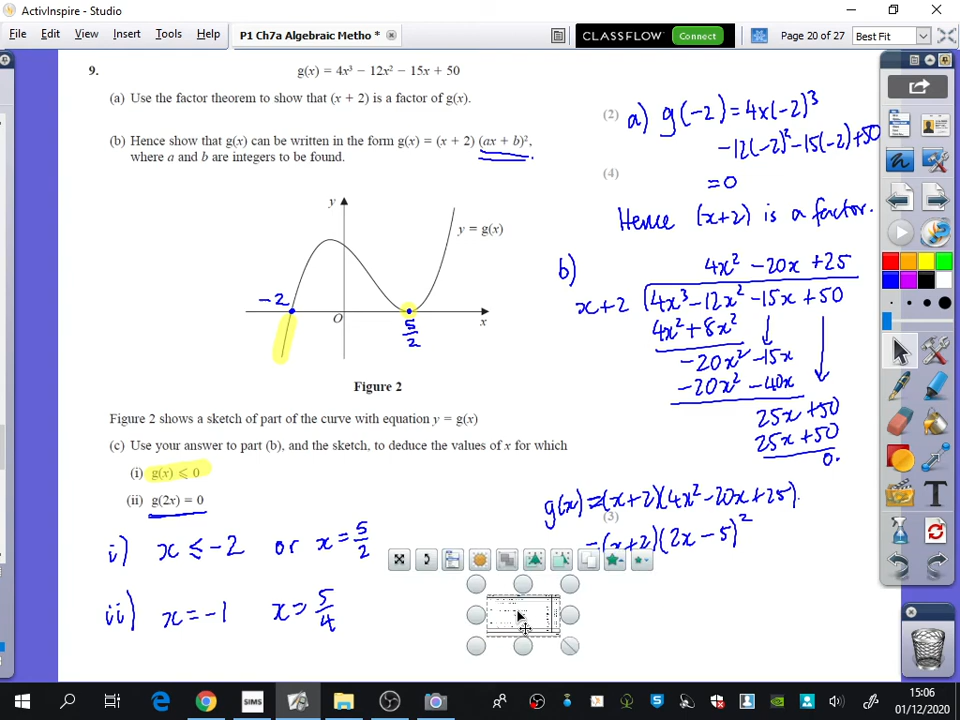 ActivInspire - Studio
File Edit View Insert Tools Help P1 Ch7a Algebraic Metho * CLASSFLOW Connect Page 20 of 27 Best Fit
9. g(x) = 4x³ − 12x² − 15x + 50
(a) Use the factor theorem to show that (x + 2) is a factor of g(x).
(2)
(b) Hence show that g(x) can be written in the form g(x) = (x + 2) (ax + b)²,
where a and b are integers to be found.
(4)
y
y = g(x)
-2
O
5/2
x
Figure 2
Figure 2 shows a sketch of part of the curve with equation y = g(x)
(c) Use your answer to part (b), and the sketch, to deduce the values of x for which
(i) g(x) ⩽ 0
(ii) g(2x) = 0
(3)
i) x ≤ -2 or x = 5/2
ii) x = -1 x = 5/4
a) g(-2) = 4x(-2)³
-12(-2)² -15(-2) +50
= 0
Hence (x+2) is a factor.
b) 4x² -20x +25
x+2 4x³ -12x² -15x +50
4x² + 8x²
-20x² -15x
-20x² -40x
25x +50
25x +50
0.
g(x) = (x+2)(4x² -20x +25).
= (x+2)(2x -5)²
SIMS
15:06
01/12/2020